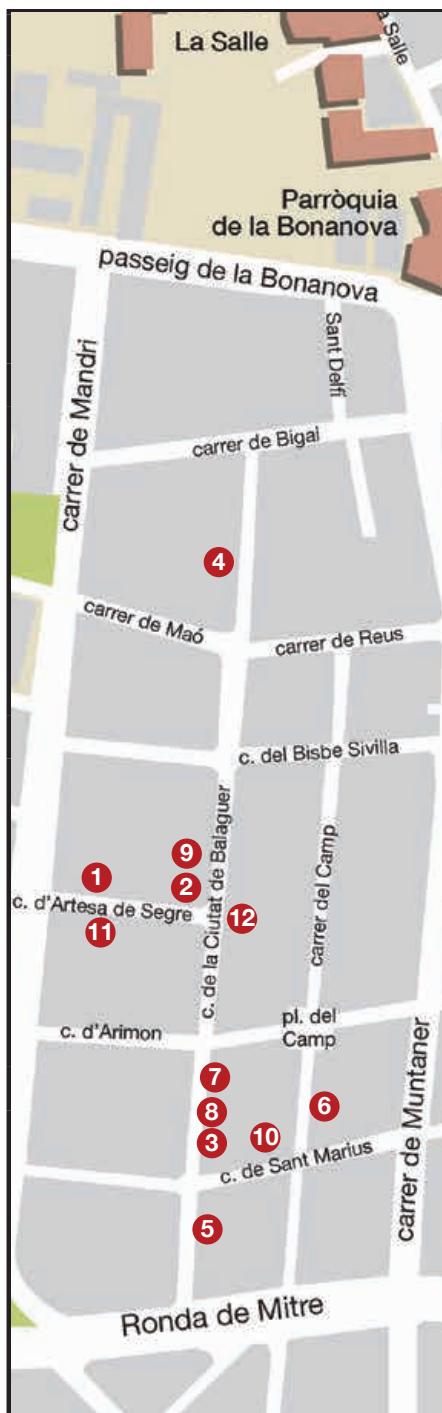 La Salle
La Salle
Parròquia
de la Bonanova
passeig de la Bonanova
Sant Delfí
carrer de Mandri
carrer de Bigai
4
carrer de Maó
carrer de Reus
c. del Bisbe Sivilla
9
1
2
c. de la Ciutat de Balaguer
carrer del Camp
c. d'Artesa de Segre
12
11
c. d'Arimon
pl. del
Camp
7
8
6
3
10
c. de Sant Marius
carrer de Muntaner
5
Ronda de Mitre